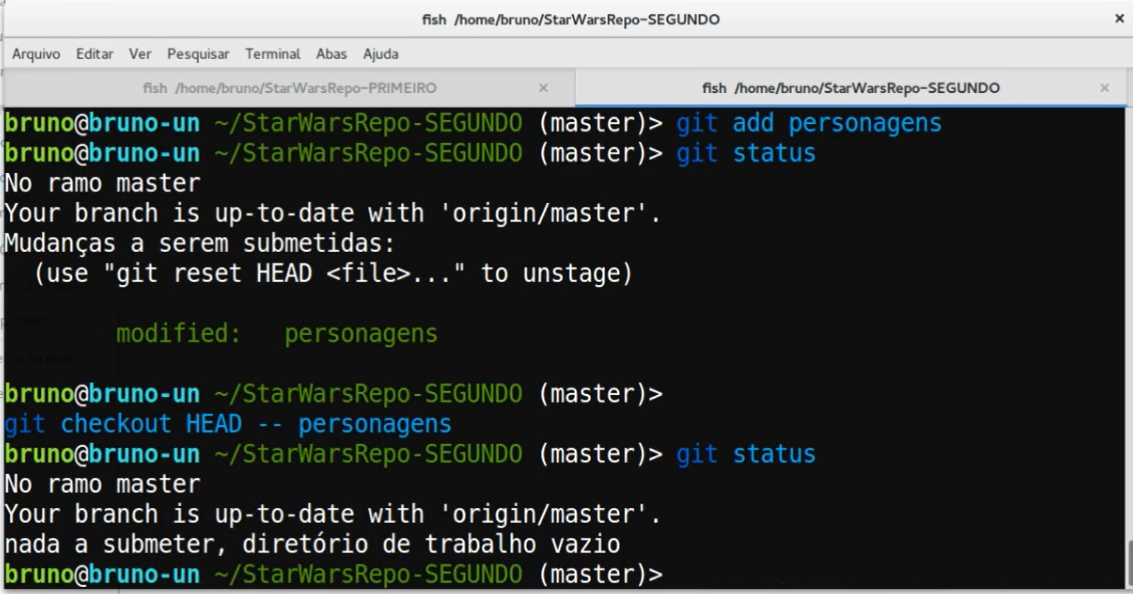 fish /home/bruno/StarWarsRepo-SEGUNDO
Arquivo Editar Ver Pesquisar Terminal Abas Ajuda
fish /home/bruno/StarWarsRepo-PRIMEIRO × fish /home/bruno/StarWarsRepo-SEGUNDO ×
bruno@bruno-un ~/StarWarsRepo-SEGUNDO (master)> git add personagens
bruno@bruno-un ~/StarWarsRepo-SEGUNDO (master)> git status
No ramo master
Your branch is up-to-date with 'origin/master'.
Mudanças a serem submetidas:
  (use "git reset HEAD <file>..." to unstage)
        modified:   personagens
bruno@bruno-un ~/StarWarsRepo-SEGUNDO (master)>
git checkout HEAD -- personagens
bruno@bruno-un ~/StarWarsRepo-SEGUNDO (master)> git status
No ramo master
Your branch is up-to-date with 'origin/master'.
nada a submeter, diretório de trabalho vazio
bruno@bruno-un ~/StarWarsRepo-SEGUNDO (master)>